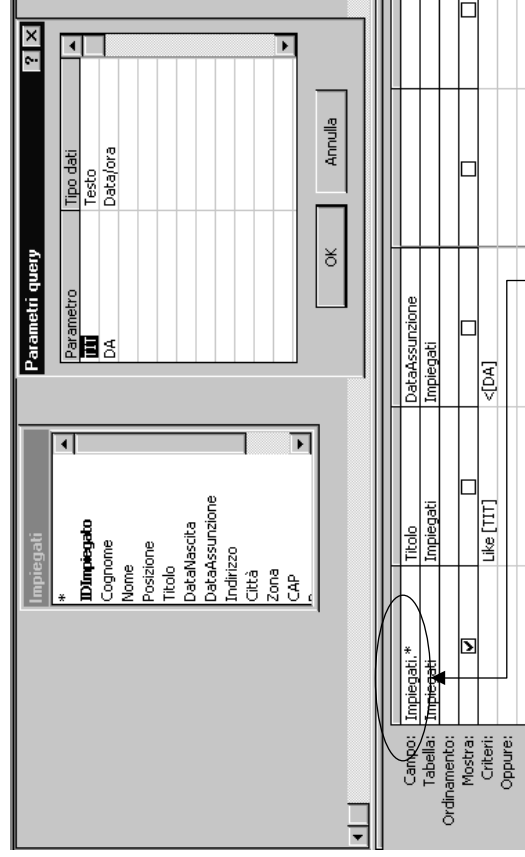 Impiegati
*
IDImpiegato
Cognome
Nome
Posizione
Titolo
DataNascita
DataAssunzione
Indirizzo
Città
Zona
CAP
Parametri query
Parametro Tipo dati
TIT Testo
DA Data/ora
OK Annulla
Campo: Impiegati.* Titolo DataAssunzione
Tabella: Impiegati Impiegati Impiegati
Ordinamento:
Mostra:
Criteri: Like [TIT] <[DA]
Oppure: